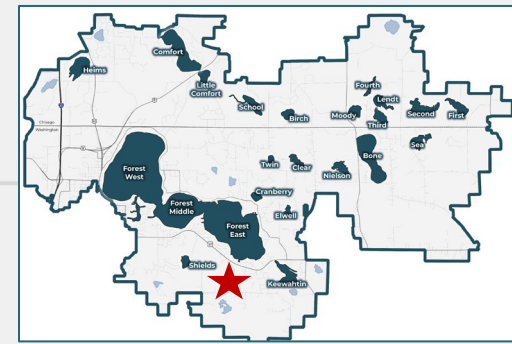 Comfort
Heims
Little
Comfort
School
Birch
Fourth
Lendt
Moody
Third
Second
First
Sea
Bone
Chisago
Washington
Forest
West
Twin
Clear
Nielson
Cranberry
Forest
Middle
Elwell
Forest
East
Shields
Keewahtin